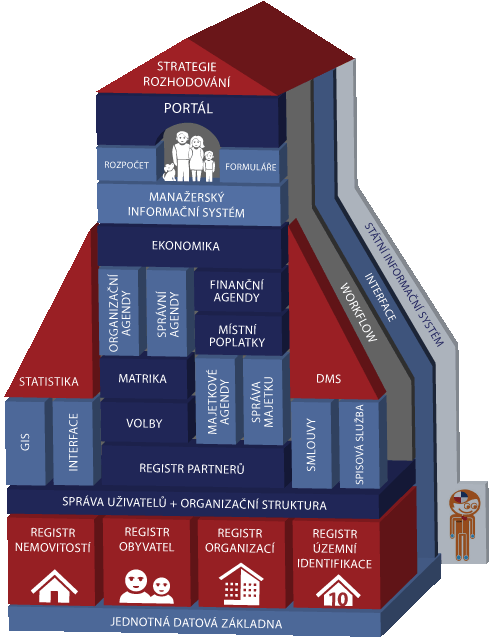 STRATEGIE
ROZHODOVÁNÍ
PORTÁL
ROZPOČET
FORMULÁŘE
MANAŽERSKÝ
INFORMAČNÍ SYSTÉM
EKONOMIKA
ORGANIZAČNÍ
AGENDY
SPRÁVNÍ
AGENDY
FINANČNÍ
AGENDY
MÍSTNÍ
POPLATKY
STATISTIKA
MATRIKA
MAJETKOVÉ
AGENDY
SPRÁVA
MAJETKU
DMS
WORKFLOW
INTERFACE
STÁTNÍ INFORMAČNÍ SYSTÉM
GIS
INTERFACE
VOLBY
SMLOUVY
SPISOVÁ SLUŽBA
REGISTR PARTNERŮ
SPRÁVA UŽIVATELŮ + ORGANIZAČNÍ STRUKTURA
REGISTR
NEMOVITOSTÍ
REGISTR
OBYVATEL
REGISTR
ORGANIZACÍ
REGISTR
ÚZEMNÍ
IDENTIFIKACE
10
JEDNOTNÁ DATOVÁ ZÁKLADNA